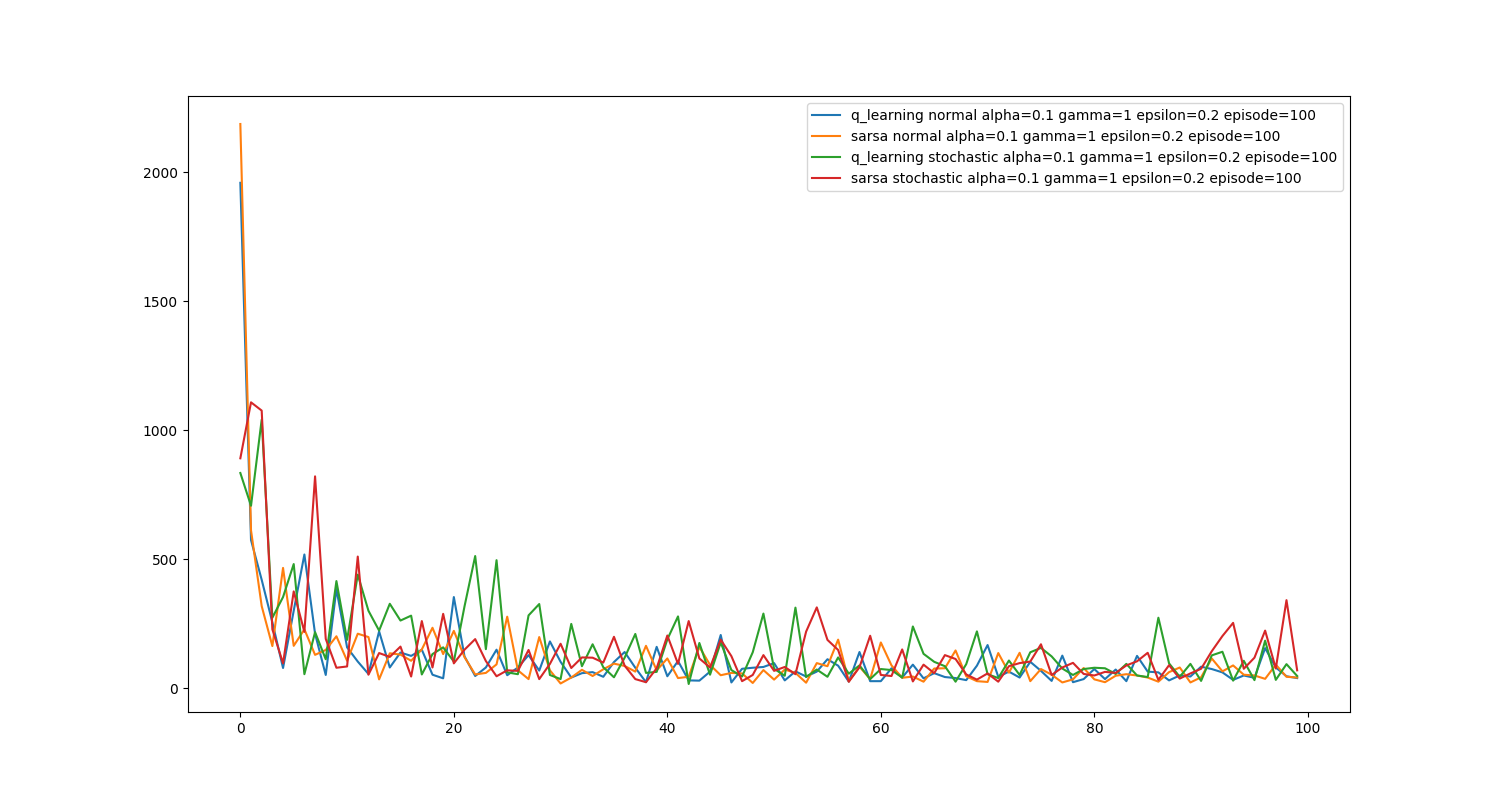 q_learning normal alpha=0.1 gamma=1 epsilon=0.2 episode=100
sarsa normal alpha=0.1 gamma=1 epsilon=0.2 episode=100
q_learning stochastic alpha=0.1 gamma=1 epsilon=0.2 episode=100
sarsa stochastic alpha=0.1 gamma=1 epsilon=0.2 episode=100
2000
1500
1000
500
0
0 20 40 60 80 100